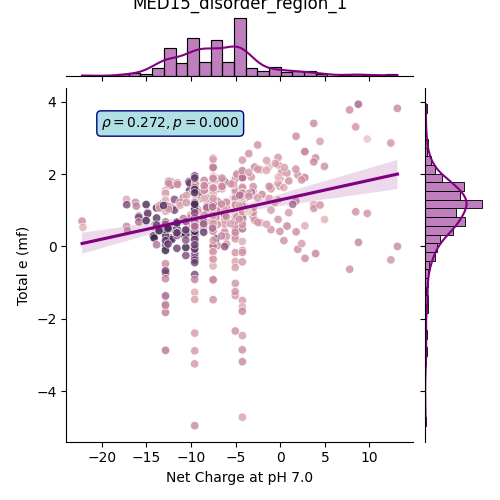 MED15_disorder_region_1
ρ = 0.272, p = 0.000
Total e (mf)
4
2
0
−2
−4
−20 −15 −10 −5 0 5 10
Net Charge at pH 7.0